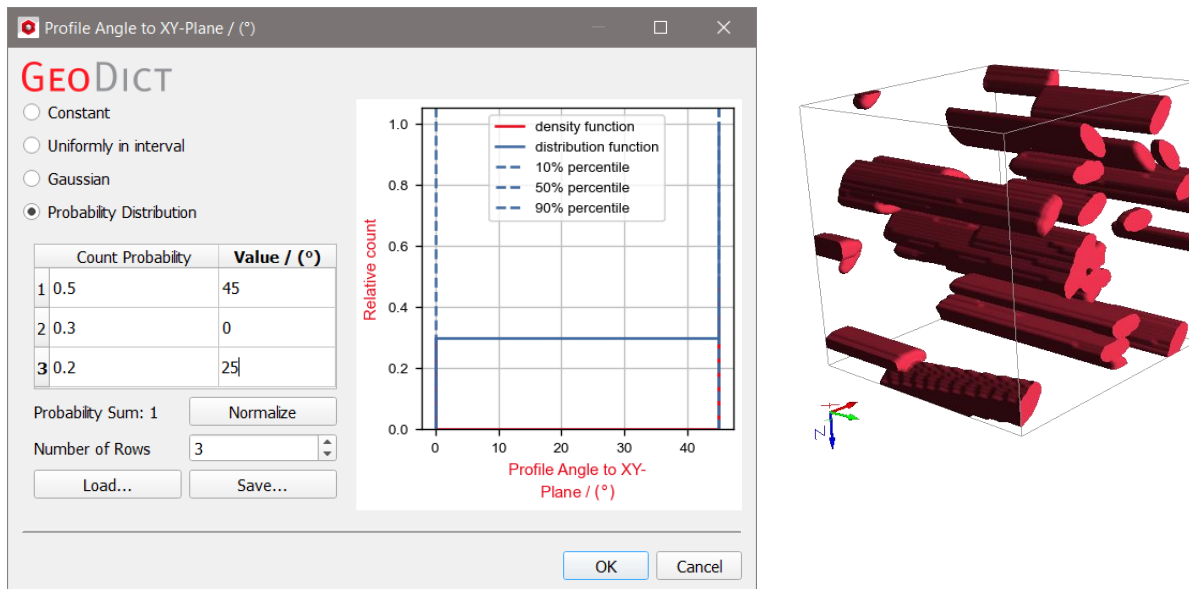 Profile Angle to XY-Plane / (°)
GEODICT
Constant
Uniformly in interval
Gaussian
Probability Distribution
Count Probability Value / (°)
1 0.5 45
2 0.3 0
3 0.2 25
Probability Sum: 1 Normalize
Number of Rows 3
Load... Save...
density function
distribution function
10% percentile
50% percentile
90% percentile
Relative count
1.0
0.8
0.6
0.4
0.2
0.0
0 10 20 30 40
Profile Angle to XY-
Plane / (°)
OK Cancel
Z